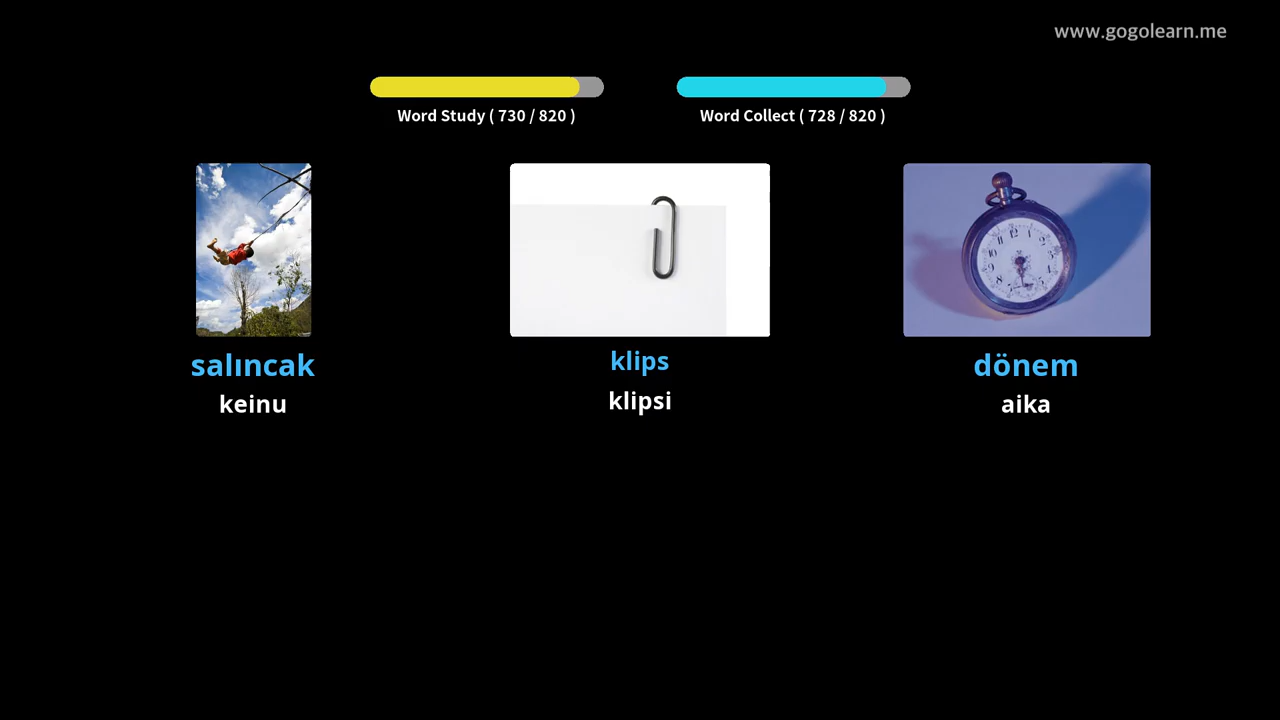 www.gogolearn.me
Word Study ( 730 / 820 )
Word Collect ( 728 / 820 )
salıncak
keinu
klips
klipsi
dönem
aika